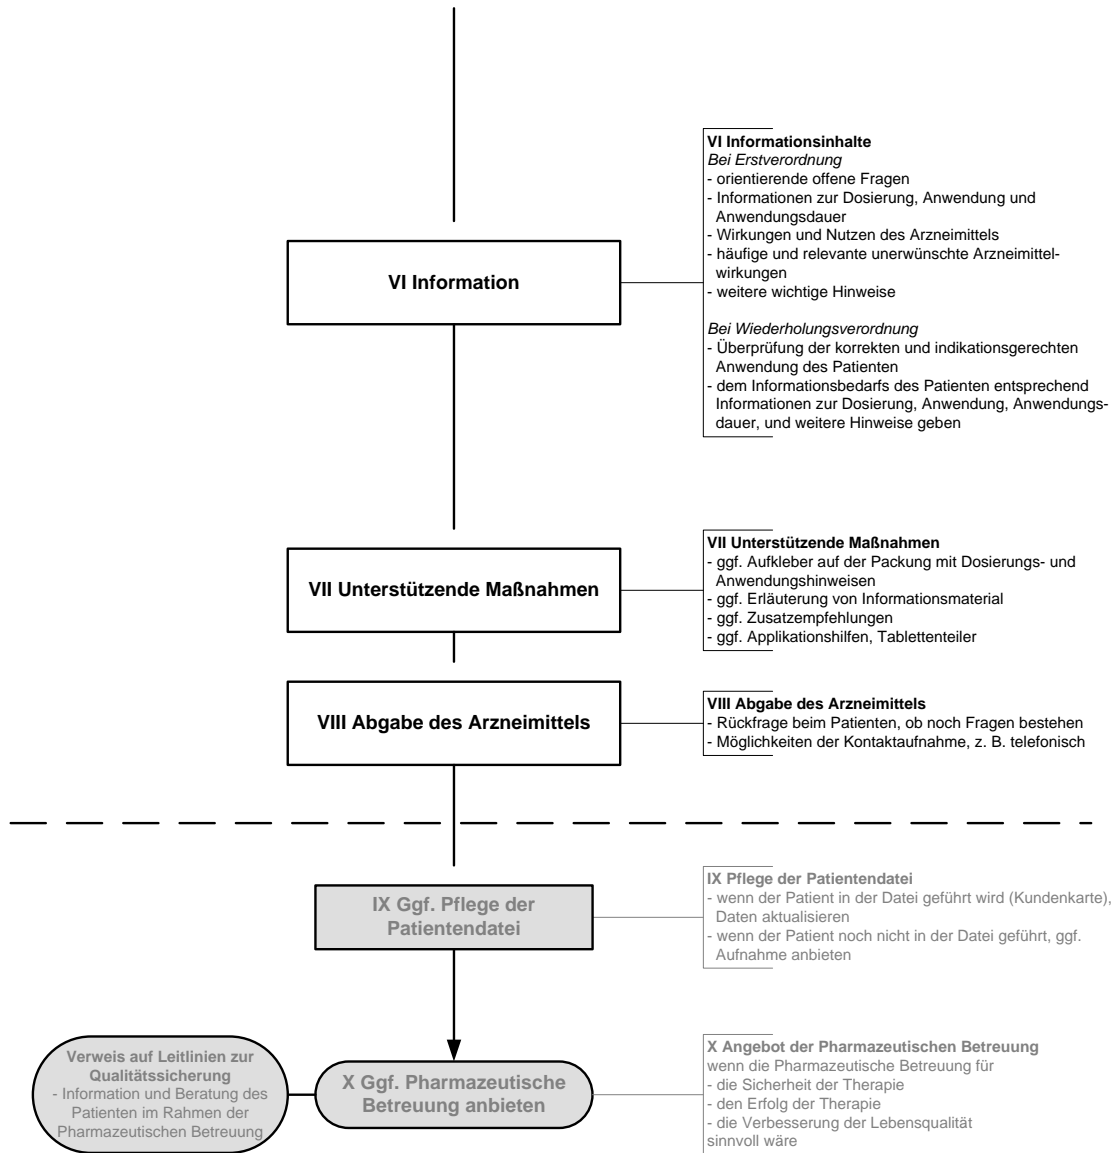 VI Information
VI Informationsinhalte
Bei Erstverordnung
- orientierende offene Fragen
- Informationen zur Dosierung, Anwendung und
Anwendungsdauer
- Wirkungen und Nutzen des Arzneimittels
- häufige und relevante unerwünschte Arzneimittel-
wirkungen
- weitere wichtige Hinweise
Bei Wiederholungsverordnung
- Überprüfung der korrekten und indikationsgerechten
Anwendung des Patienten
- dem Informationsbedarfs des Patienten entsprechend
Informationen zur Dosierung, Anwendung, Anwendungs-
dauer, und weitere Hinweise geben
VII Unterstützende Maßnahmen
VII Unterstützende Maßnahmen
- ggf. Aufkleber auf der Packung mit Dosierungs- und
Anwendungshinweisen
- ggf. Erläuterung von Informationsmaterial
- ggf. Zusatzempfehlungen
- ggf. Applikationshilfen, Tablettenteiler
VIII Abgabe des Arzneimittels
VIII Abgabe des Arzneimittels
- Rückfrage beim Patienten, ob noch Fragen bestehen
- Möglichkeiten der Kontaktaufnahme, z. B. telefonisch
IX Ggf. Pflege der
Patientendatei
IX Pflege der Patientendatei
- wenn der Patient in der Datei geführt wird (Kundenkarte),
Daten aktualisieren
- wenn der Patient noch nicht in der Datei geführt, ggf.
Aufnahme anbieten
Verweis auf Leitlinien zur
Qualitätssicherung
- Information und Beratung des
Patienten im Rahmen der
Pharmazeutischen Betreuung
X Ggf. Pharmazeutische
Betreuung anbieten
X Angebot der Pharmazeutischen Betreuung
wenn die Pharmazeutische Betreuung für
- die Sicherheit der Therapie
- den Erfolg der Therapie
- die Verbesserung der Lebensqualität
sinnvoll wäre